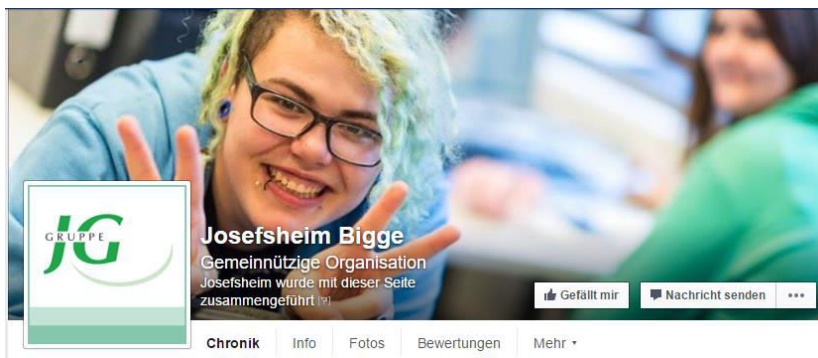 GRUPPE
JG
Josefsheim Bigge
Gemeinnützige Organisation
Josefsheim wurde mit dieser Seite
zusammengeführt [?]
Gefällt mir
Nachricht senden
Chronik Info Fotos Bewertungen Mehr